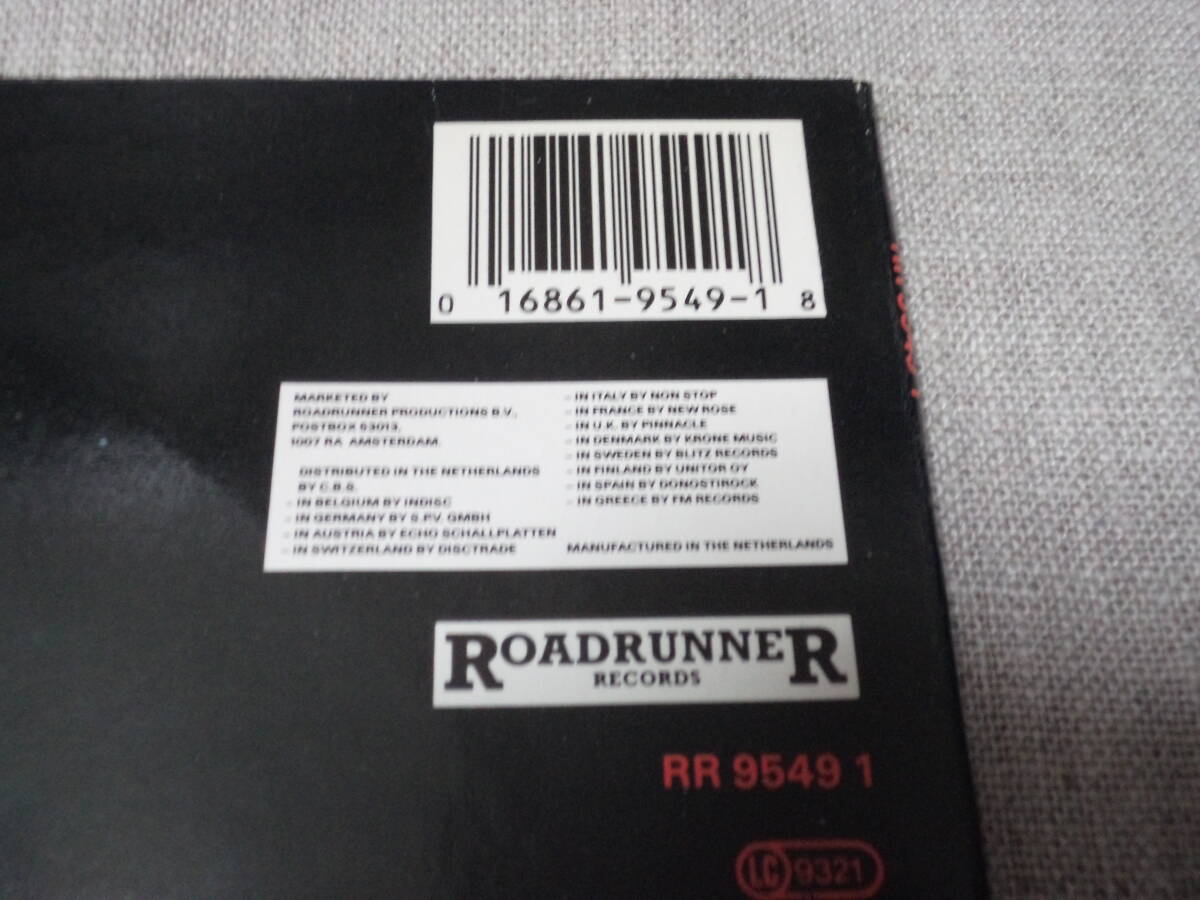 0 16861-9549-1 8
MARKETED BY
ROADRUNNER PRODUCTIONS B.V.,
POSTBOX 53013,
1007 RA AMSTERDAM.
DISTRIBUTED IN THE NETHERLANDS
BY C.B.S.
- IN BELGIUM BY INDISC
- IN GERMANY BY S.P.V. GMBH
- IN AUSTRIA BY ECHO SCHALLPLATTEN
- IN SWITZERLAND BY DISCTRADE
- IN ITALY BY NON STOP
- IN FRANCE BY NEW ROSE
- IN U.K. BY PINNACLE
- IN DENMARK BY KRONE MUSIC
- IN SWEDEN BY BLITZ RECORDS
- IN FINLAND BY UNITOR OY
- IN SPAIN BY DONOSTIROCK
- IN GREECE BY FM RECORDS
MANUFACTURED IN THE NETHERLANDS
ROADRUNNER
RECORDS
RR 9549 1
LC 9321